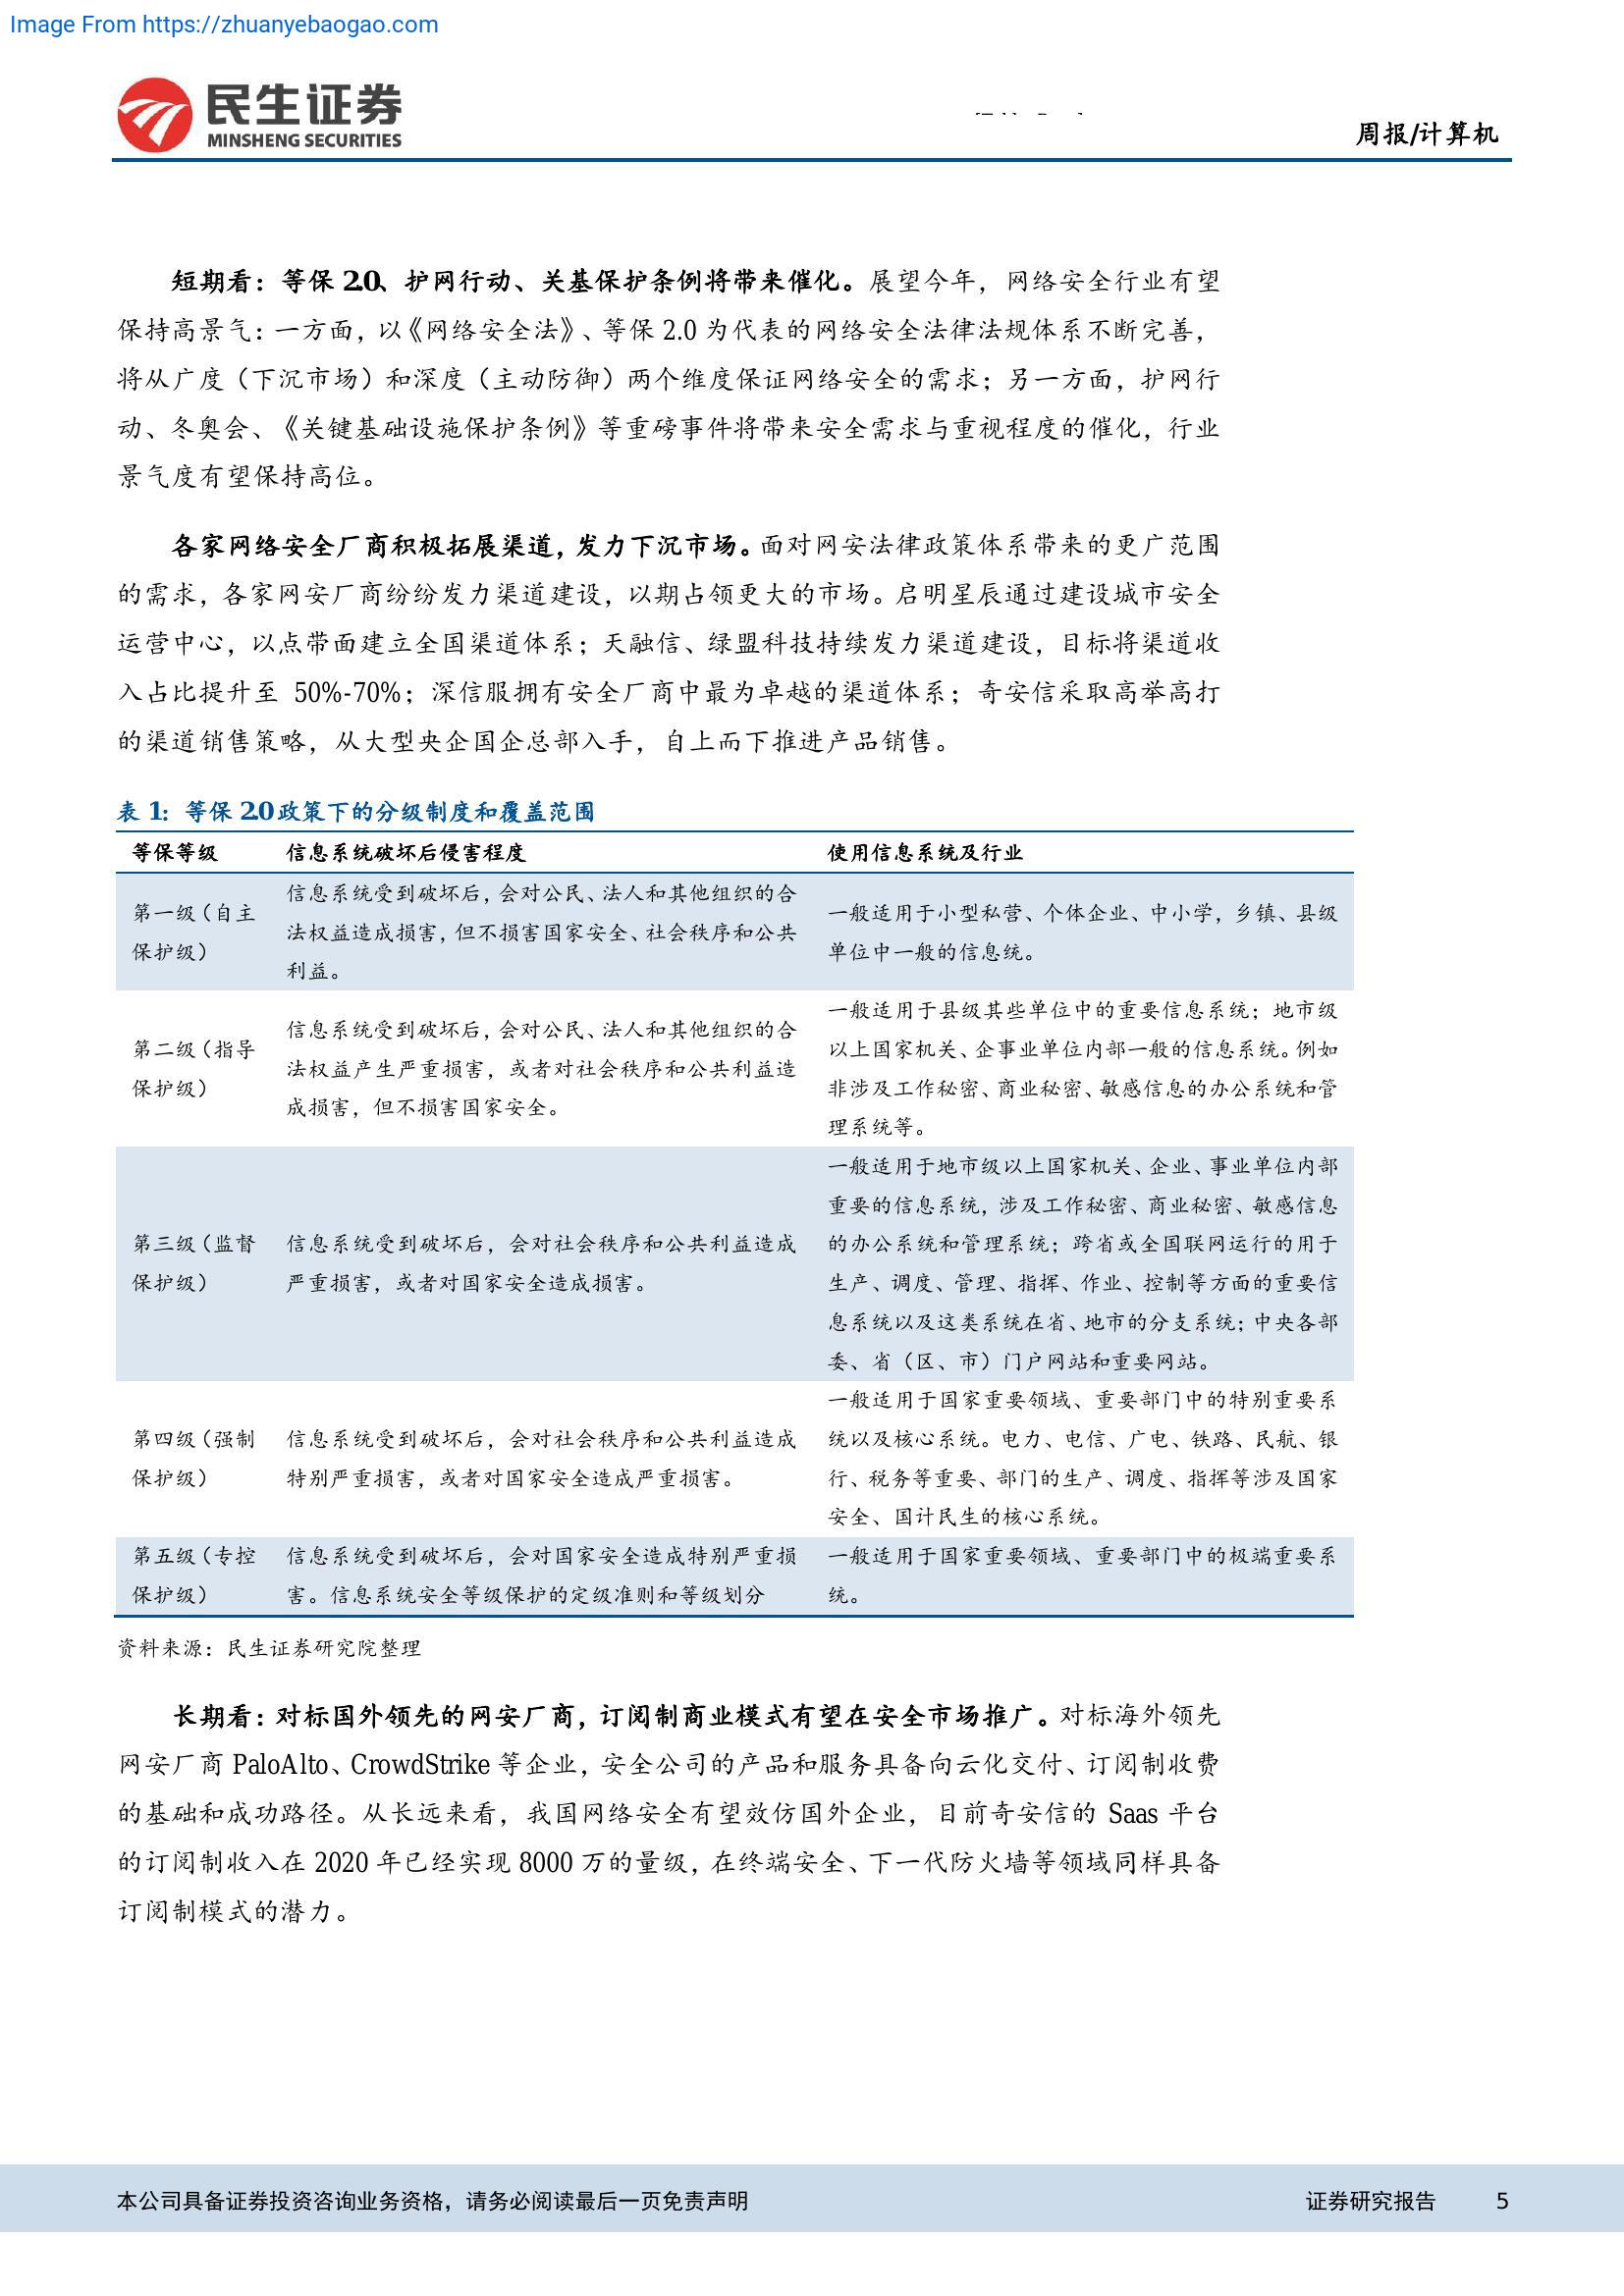 Image From https://zhuanyebaogao.com
民生证券
MINSHENG SECURITIES
周报/计算机
短期看：等保 2.0、护网行动、关基保护条例将带来催化。展望今年，网络安全行业有望
保持高景气：一方面，以《网络安全法》、等保 2.0 为代表的网络安全法律法规体系不断完善，
将从广度（下沉市场）和深度（主动防御）两个维度保证网络安全的需求；另一方面，护网行
动、冬奥会、《关键基础设施保护条例》等重磅事件将带来安全需求与重视程度的催化，行业
景气度有望保持高位。
各家网络安全厂商积极拓展渠道，发力下沉市场。面对网安法律政策体系带来的更广范围
的需求，各家网安厂商纷纷发力渠道建设，以期占领更大的市场。启明星辰通过建设城市安全
运营中心，以点带面建立全国渠道体系；天融信、绿盟科技持续发力渠道建设，目标将渠道收
入占比提升至 50%-70%；深信服拥有安全厂商中最为卓越的渠道体系；奇安信采取高举高打
的渠道销售策略，从大型央企国企总部入手，自上而下推进产品销售。
表 1：等保 2.0 政策下的分级制度和覆盖范围
等保等级 信息系统破坏后侵害程度 使用信息系统及行业
第一级（自主
保护级）
信息系统受到破坏后，会对公民、法人和其他组织的合
法权益造成损害，但不损害国家安全、社会秩序和公共
利益。
一般适用于小型私营、个体企业、中小学，乡镇、县级
单位中一般的信息统。
第二级（指导
保护级）
信息系统受到破坏后，会对公民、法人和其他组织的合
法权益产生严重损害，或者对社会秩序和公共利益造
成损害，但不损害国家安全。
一般适用于县级其些单位中的重要信息系统；地市级
以上国家机关、企事业单位内部一般的信息系统。例如
非涉及工作秘密、商业秘密、敏感信息的办公系统和管
理系统等。
第三级（监督
保护级）
信息系统受到破坏后，会对社会秩序和公共利益造成
严重损害，或者对国家安全造成损害。
一般适用于地市级以上国家机关、企业、事业单位内部
重要的信息系统，涉及工作秘密、商业秘密、敏感信息
的办公系统和管理系统；跨省或全国联网运行的用于
生产、调度、管理、指挥、作业、控制等方面的重要信
息系统以及这类系统在省、地市的分支系统；中央各部
委、省（区、市）门户网站和重要网站。
第四级（强制
保护级）
信息系统受到破坏后，会对社会秩序和公共利益造成
特别严重损害，或者对国家安全造成严重损害。
一般适用于国家重要领域、重要部门中的特别重要系
统以及核心系统。电力、电信、广电、铁路、民航、银
行、税务等重要、部门的生产、调度、指挥等涉及国家
安全、国计民生的核心系统。
第五级（专控
保护级）
信息系统受到破坏后，会对国家安全造成特别严重损
害。信息系统安全等级保护的定级准则和等级划分
一般适用于国家重要领域、重要部门中的极端重要系
统。
资料来源：民生证券研究院整理
长期看：对标国外领先的网安厂商，订阅制商业模式有望在安全市场推广。对标海外领先
网安厂商 PaloAlto、CrowdStrike 等企业，安全公司的产品和服务具备向云化交付、订阅制收费
的基础和成功路径。从长远来看，我国网络安全有望效仿国外企业，目前奇安信的 Saas 平台
的订阅制收入在 2020 年已经实现 8000 万的量级，在终端安全、下一代防火墙等领域同样具备
订阅制模式的潜力。
本公司具备证券投资咨询业务资格，请务必阅读最后一页免责声明 证券研究报告 5